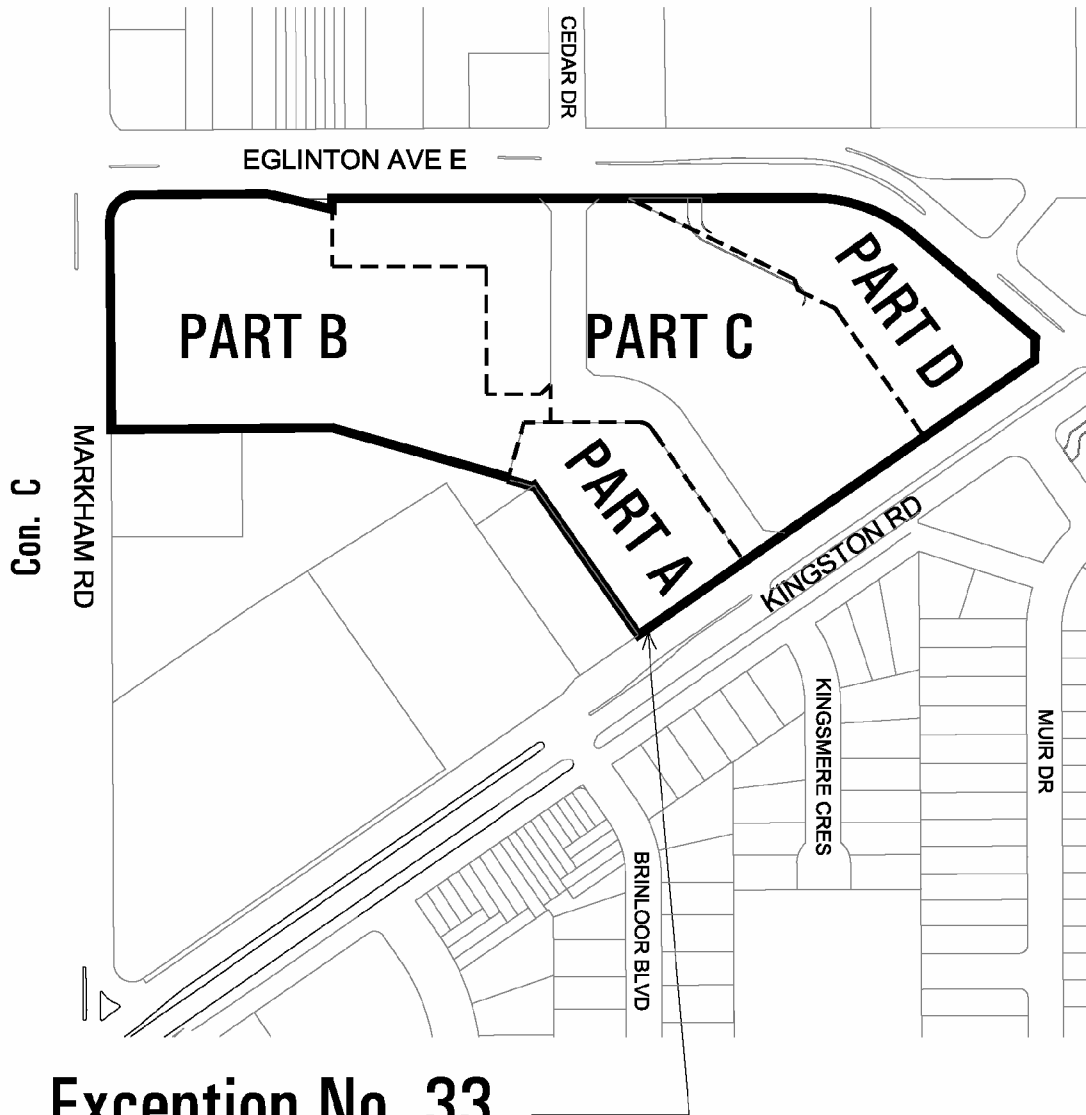 CEDAR DR
EGLINTON AVE E
PART B
PART C
PART D
PART A
MARKHAM RD
Con. C
KINGSTON RD
KINGSMERE CRES
MUIR DR
BRINLOOR BLVD
Exception No. 33